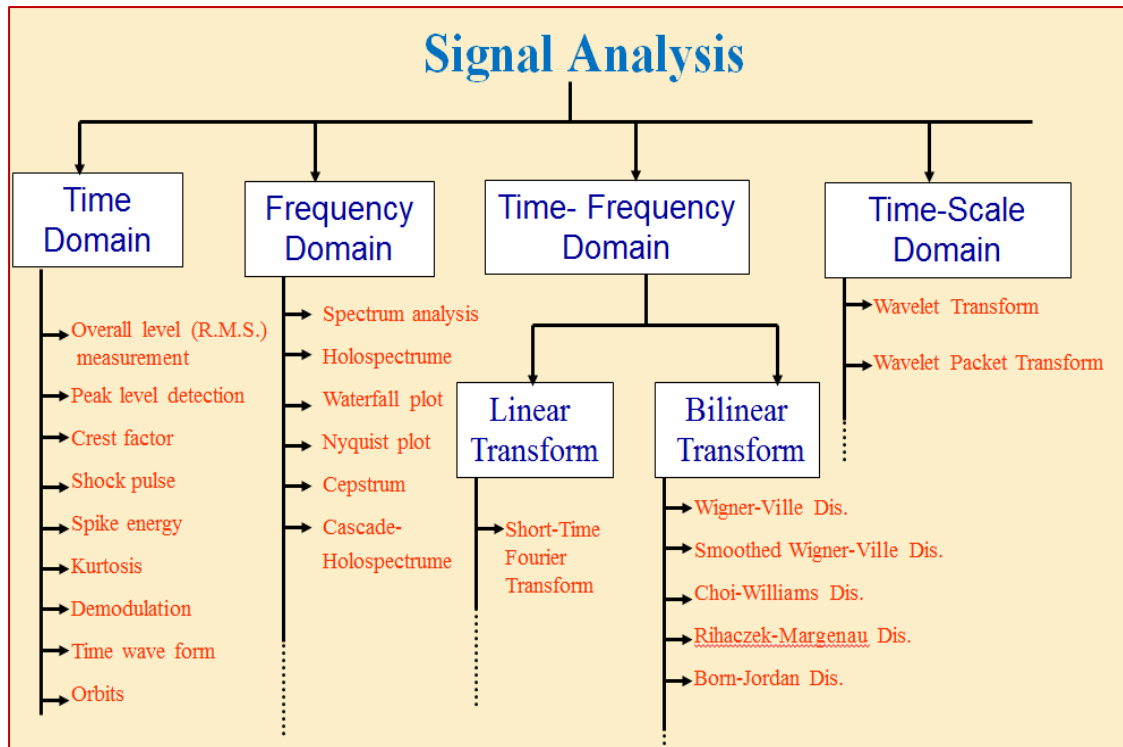 Signal Analysis
Time
Domain
Overall level (R.M.S.)
measurement
Peak level detection
Crest factor
Shock pulse
Spike energy
Kurtosis
Demodulation
Time wave form
Orbits
Frequency
Domain
Spectrum analysis
Holospectrume
Waterfall plot
Nyquist plot
Cepstrum
Cascade-
Holospectrume
Time- Frequency
Domain
Linear
Transform
Short-Time
Fourier
Transform
Bilinear
Transform
Wigner-Ville Dis.
Smoothed Wigner-Ville Dis.
Choi-Williams Dis.
Rihaczek-Margenau Dis.
Born-Jordan Dis.
Time-Scale
Domain
Wavelet Transform
Wavelet Packet Transform